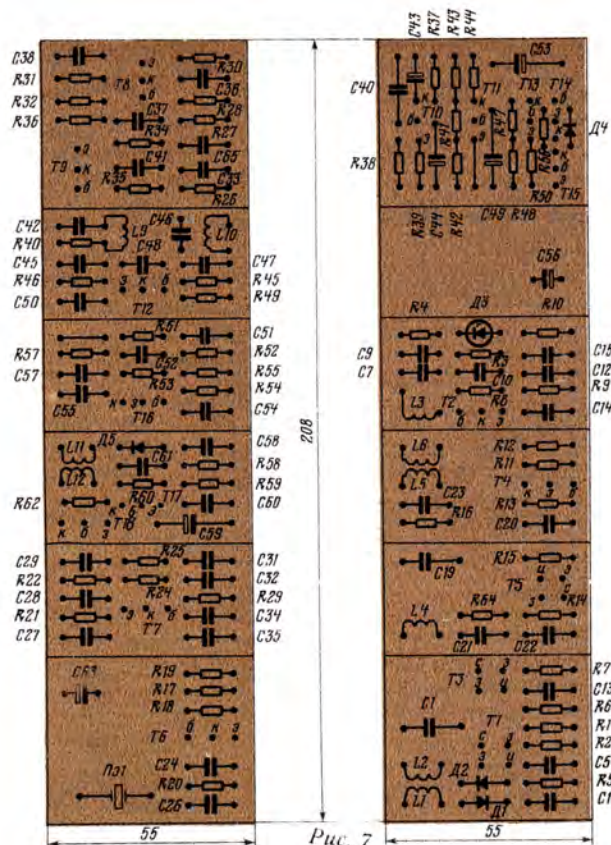 C38
R31
R32
R36
э
T8
к
б
R30
C36
R28
C37
R34
R27
э
T9
к
б
C41
R35
C65
C33
R26
C42
R40
C45
R46
C50
L9
C46
L10
C48
э к б
T12
C47
R45
R49
R57
C57
C55
R51
C52
R53
к э б
T16
C51
R52
R55
R54
C54
L11
L12
Д5
C61
R60
T17
к б э
R62
к б э
T18
C59
C58
R58
R59
C60
C29
R22
C28
R21
C27
R25
R24
э к б
T7
C31
C32
R29
C34
C35
C63
R19
R17
R18
б к э
T6
C24
R20
C26
Пэ1
55
208
C43
R37
R43
R44
C53
C40
T11
T13
T14
к
T10
б
э
R41
R47
Д4
R38
R56
R50
T15
R39
C44
R42
C49
R48
C56
R4
Д3
R10
C9
C7
R3
C10
R8
L3
T2
б к э
C15
C12
R9
C14
L6
L5
C23
R16
R12
R11
T4
к э б
R13
C20
C19
R15
и з
T5
с
з
R14
L4
R64
C21
C22
T3
с з
з и
C1
T1
с з
з и
L2
L1
Д2
Д1
R7
C13
R6
R1
R2
C5
R5
55
Рис. 7